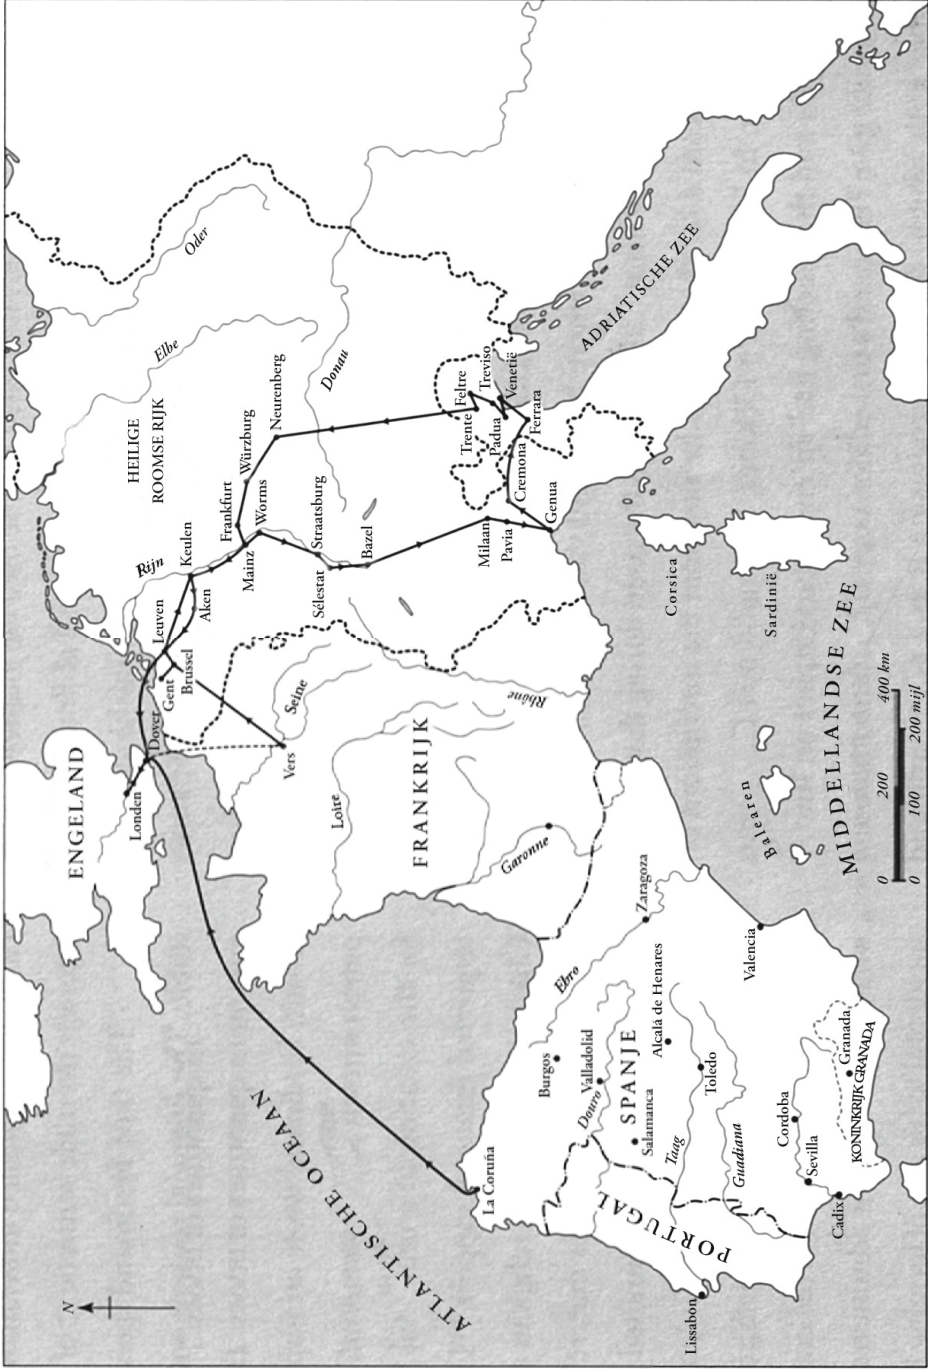 N
ATLANTISCHE OCEAAN
ENGELAND
Londen
Dover
Gent
Brussel
Leuven
Aken
Keulen
Rijn
HEILIGE
ROOMSE RIJK
Elbe
Oder
Frankfurt
Mainz
Würzburg
Worms
Neurenberg
Straatsburg
Sélestat
Bazel
Donau
Vers
Seine
Loire
FRANKRIJK
Garonne
Rhône
Trente
Feltre
Treviso
Padua
Venetië
Milaan
Pavia
Cremona
Ferrara
Genua
ADRIATISCHE ZEE
Corsica
Sardinië
La Coruña
Burgos
Ebro
Zaragoza
Valladolid
Douro
SPANJE
Salamanca
Alcalá de Henares
Taag
Toledo
Guadiana
PORTUGAL
Lissabon
Valencia
Cordoba
Sevilla
Granada
KONINKRIJK GRANADA
Cadix
Balearen
MIDDELLANDSE ZEE
0 200 400 km
0 100 200 mijl